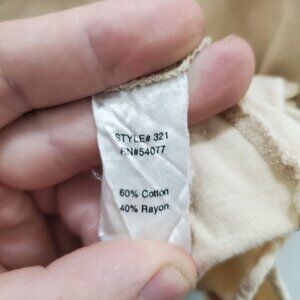 STYLE# 321
RN#54077
60% Cotton
40% Rayon